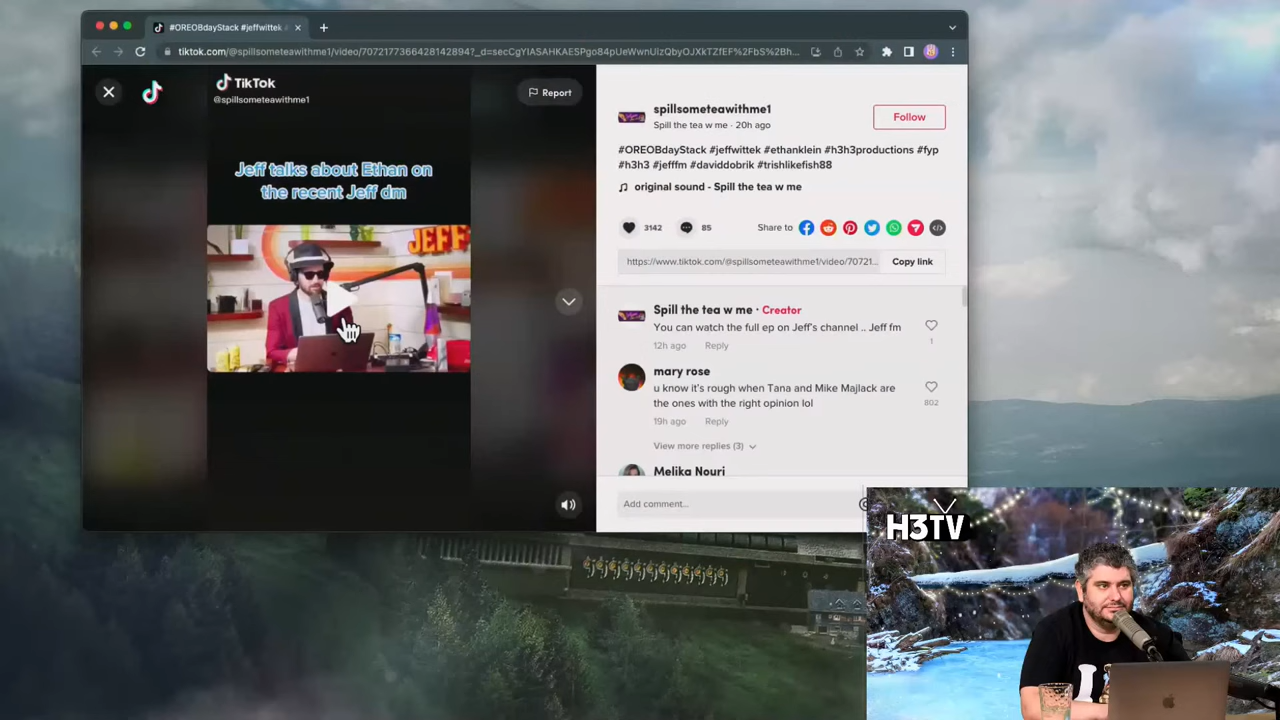 #OREOBdayStack #jeffwittek #
tiktok.com/@spillsometeawithme1/video/7072177366428142894?_d=secCgYIASAHKAESPgo84pUeWwnUizQbyOJXkTZfEF%2FbS%2Bh...
TikTok
@spillsometeawithme1
Report
Jeff talks about Ethan on
the recent Jeff dm
JEFF
spillsometeawithme1
Spill the tea w me · 20h ago
Follow
#OREOBdayStack #jeffwittek #ethanklein #h3h3productions #fyp
#h3h3 #jefffm #daviddobrik #trishlikefish88
original sound - Spill the tea w me
3142
85
Share to
https://www.tiktok.com/@spillsometeawithme1/video/70721...
Copy link
Spill the tea w me · Creator
You can watch the full ep on Jeff's channel .. Jeff fm
12h ago
Reply
1
mary rose
u know it's rough when Tana and Mike Majlack are
the ones with the right opinion lol
802
19h ago
Reply
View more replies (3)
Melika Nouri
Add comment...
H3TV